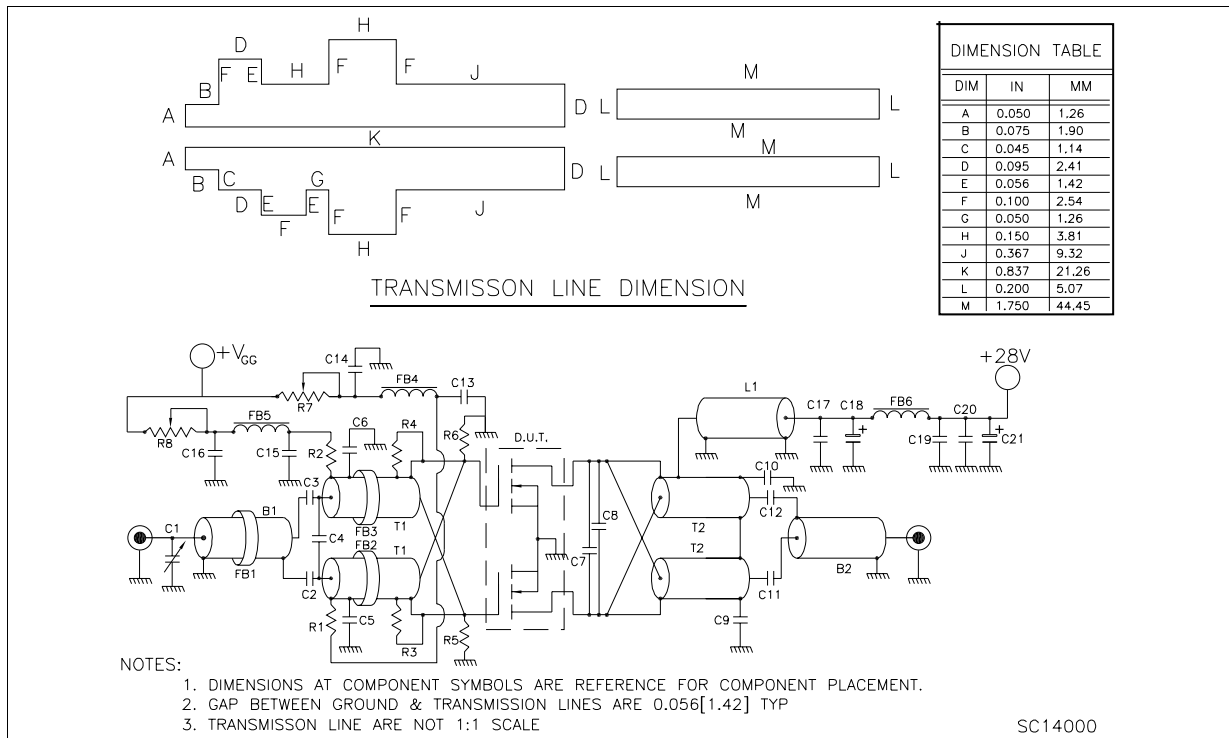 H
D
F E H F F J
B
A
D L M L
M
K
A
D L M L
M
B C G
D E E F F J
F
H
TRANSMISSON LINE DIMENSION
DIMENSION TABLE
DIM IN MM
A 0.050 1.26
B 0.075 1.90
C 0.045 1.14
D 0.095 2.41
E 0.056 1.42
F 0.100 2.54
G 0.050 1.26
H 0.150 3.81
J 0.367 9.32
K 0.837 21.26
L 0.200 5.07
M 1.750 44.45
+VGG
C14
FB4
C13
R7
R8
FB5
C16
C15
R2
C6
R4
R6
D.U.T.
L1
C17 C18
FB6
+28V
C19
C20
+
+
C21
C3
FB3
T1
C1
B1
FB1
C4
FB2
T1
C2
R1
C5
R3
R5
C8
C7
T2
C10
C12
T2
C11
B2
C9
NOTES:
1. DIMENSIONS AT COMPONENT SYMBOLS ARE REFERENCE FOR COMPONENT PLACEMENT.
2. GAP BETWEEN GROUND & TRANSMISSION LINES ARE 0.056[1.42] TYP
3. TRANSMISSON LINE ARE NOT 1:1 SCALE
SC14000